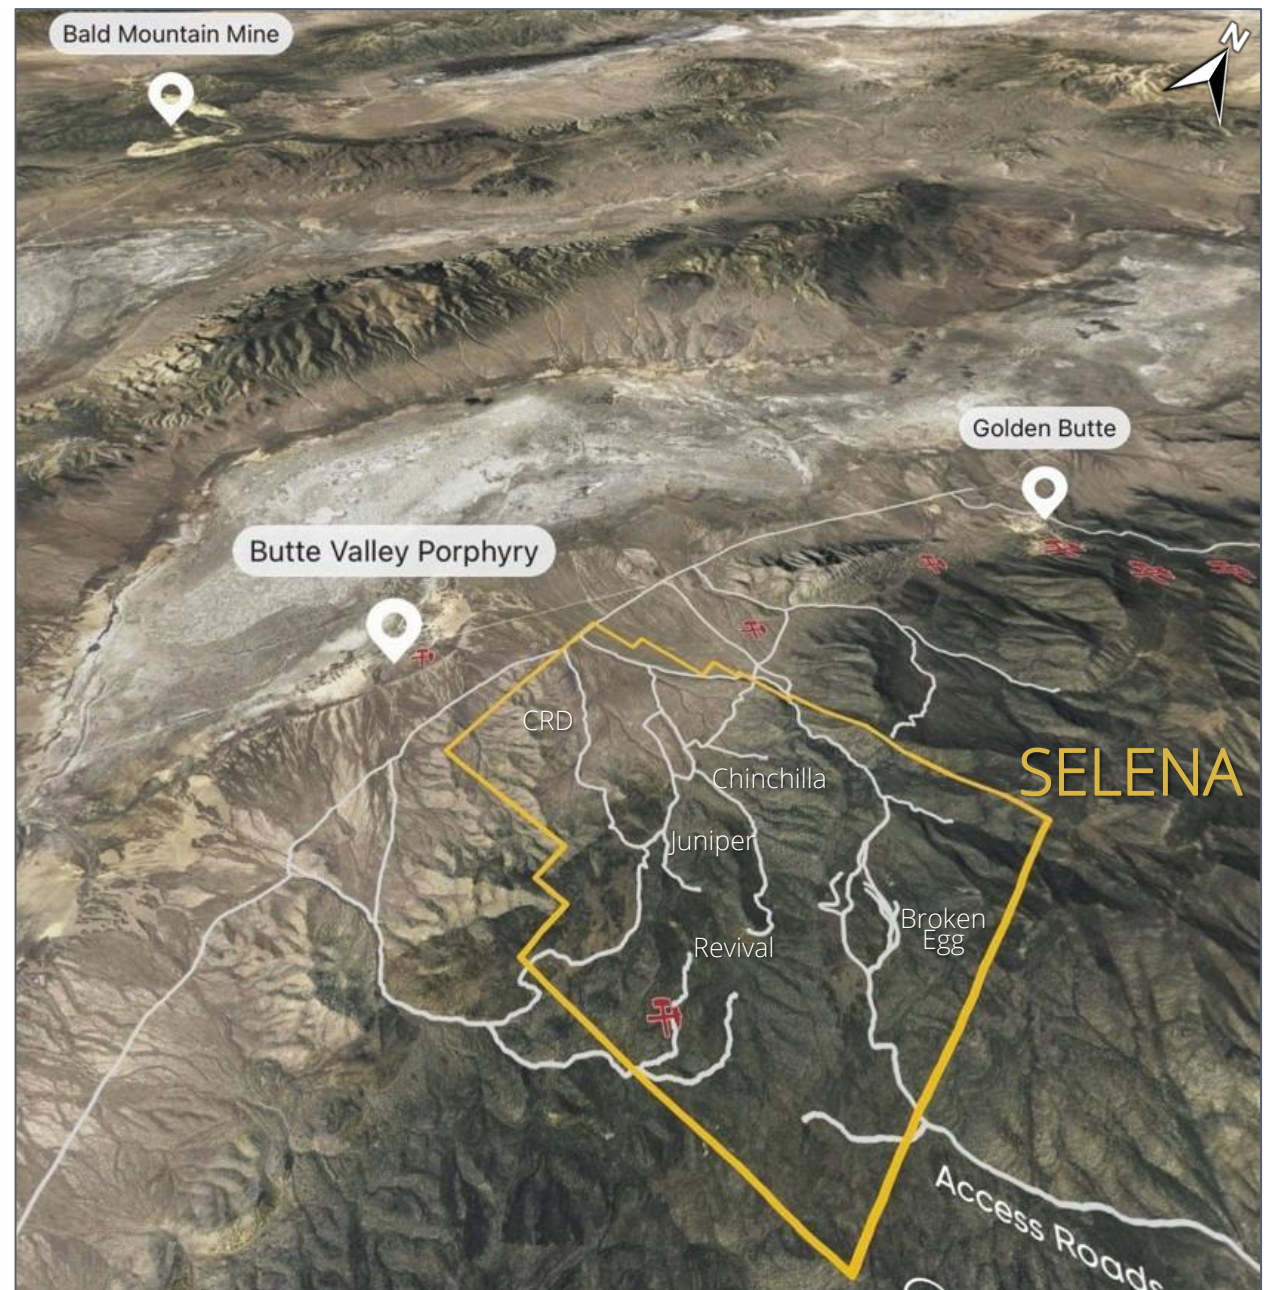 Bald Mountain Mine
N
Golden Butte
Butte Valley Porphyry
CRD
SELENA
Chinchilla
Juniper
Broken
Egg
Revival
Access Roads